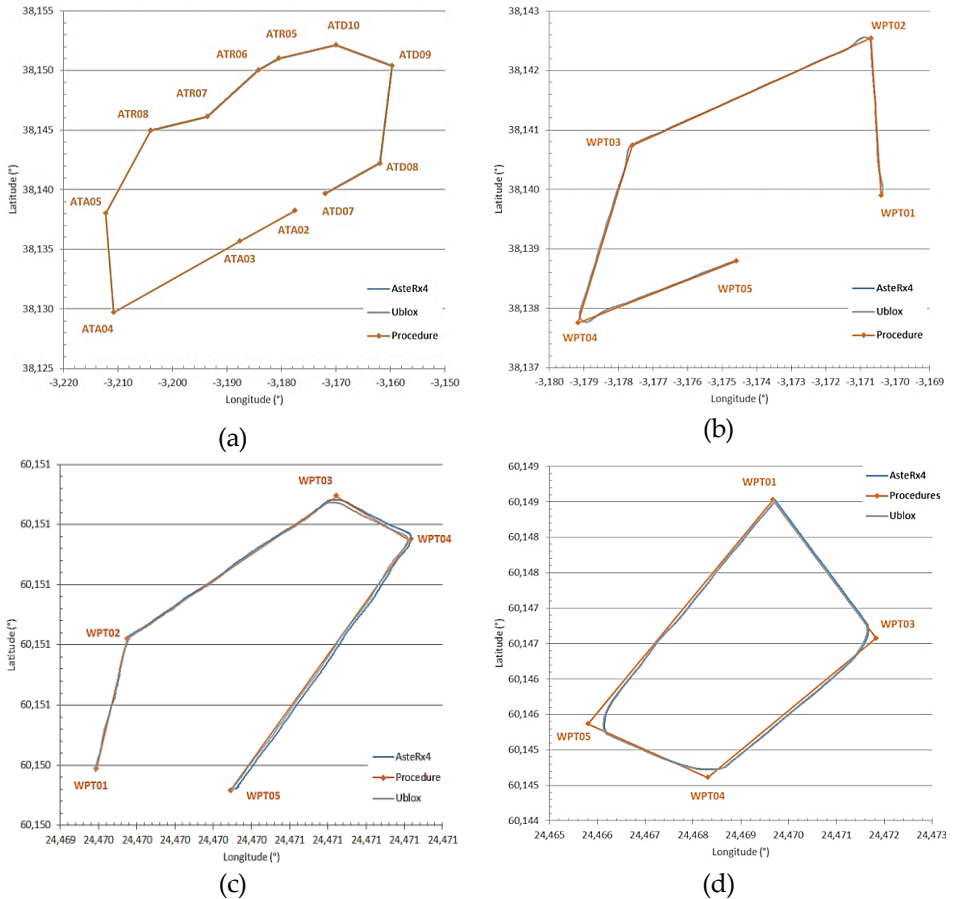 38,155
38,150
38,145
38,140
38,135
38,130
38,125
Latitude (°)
ATD10
ATR05
ATR06
ATD09
ATR07
ATR08
ATD08
ATA05
ATD07
ATA02
ATA03
ATA04
AsteRx4
Ublox
Procedure
-3,220 -3,210 -3,200 -3,190 -3,180 -3,170 -3,160 -3,150
Longitude (°)
(a)
38,143
38,142
38,141
38,140
38,139
38,138
38,137
Latitude (°)
WPT02
WPT03
WPT01
WPT05
WPT04
AsteRx4
Ublox
Procedure
-3,180 -3,179 -3,178 -3,177 -3,176 -3,175 -3,174 -3,173 -3,172 -3,171 -3,170 -3,169
Longitude (°)
(b)
60,151
60,151
60,151
60,151
60,151
60,150
60,150
Latitude (°)
WPT03
WPT04
WPT02
WPT01
WPT05
AsteRx4
Procedure
Ublox
24,469 24,470 24,470 24,470 24,470 24,470 24,471 24,471 24,471 24,471 24,471
Longitude (°)
(c)
60,149
60,149
60,148
60,148
60,147
60,147
60,146
60,146
60,145
60,145
60,144
Latitude (°)
WPT01
AsteRx4
Procedures
Ublox
WPT03
WPT05
WPT04
24,465 24,466 24,467 24,468 24,469 24,470 24,471 24,472 24,473
Longitude (°)
(d)